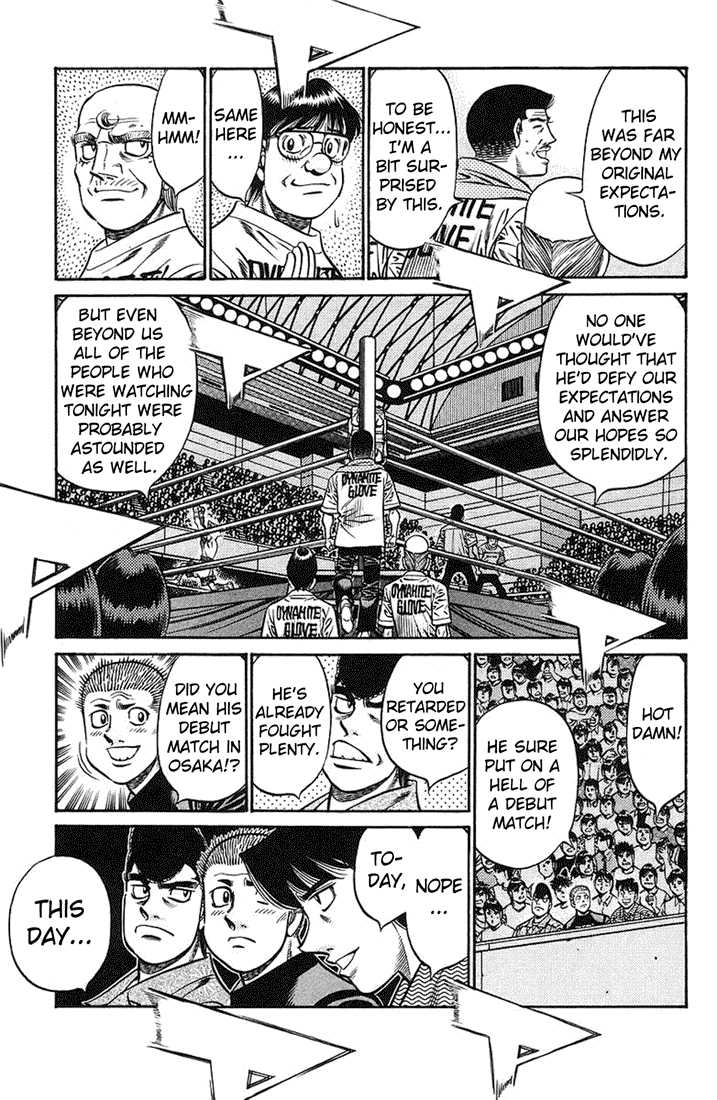 THIS
WAS FAR
BEYOND MY
ORIGINAL
EXPECTA-
TIONS.
TO BE
HONEST...
I'M A
BIT SUR-
PRISED
BY THIS.
SAME
HERE
...
MM-
HMM!
DYNAMITE
NO ONE
WOULD'VE
THOUGHT THAT
HE'D DEFY OUR
EXPECTATIONS
AND ANSWER
OUR HOPES SO
SPLENDIDLY.
BUT EVEN
BEYOND US
ALL OF THE
PEOPLE WHO
WERE WATCHING
TONIGHT WERE
PROBABLY
ASTOUNDED
AS WELL.
DYNAMITE
GLOVE
DYNAMITE
GLOVE
DYNAMITE
GLOVE
HOT
DAMN!
HE SURE
PUT ON A
HELL OF
A DEBUT
MATCH!
YOU
RETARDED
OR SOME-
THING?
HE'S
ALREADY
FOUGHT
PLENTY.
DID YOU
MEAN HIS
DEBUT
MATCH IN
OSAKA!?
NOPE
...
TO-
DAY,
THIS
DAY...